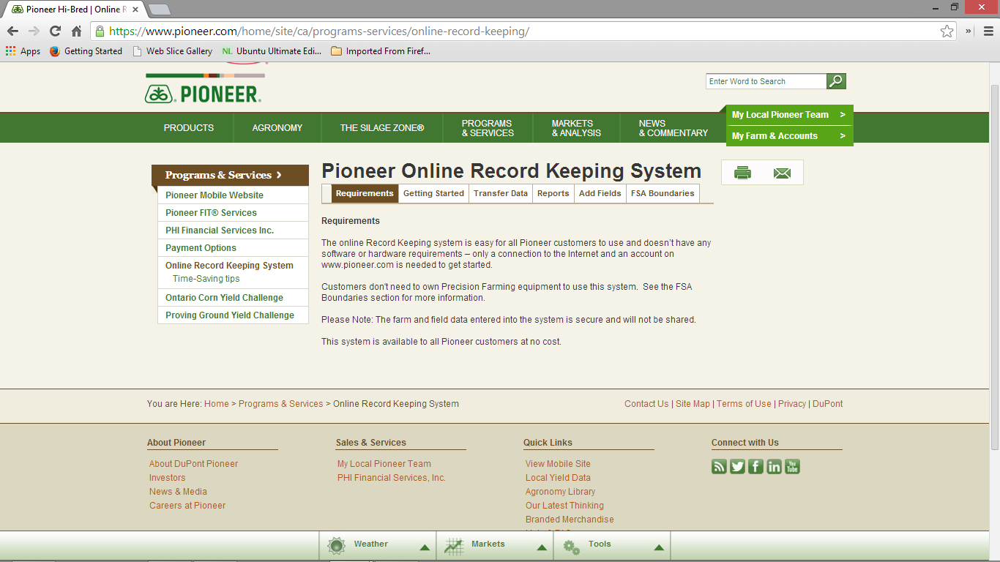 Pioneer Hi-Bred | Online R
https://www.pioneer.com/home/site/ca/programs-services/online-record-keeping/
Apps Getting Started Web Slice Gallery NL Ubuntu Ultimate Edi... Imported From Firef...
PIONEER.
Enter Word to Search
My Local Pioneer Team >
My Farm & Accounts >
PRODUCTS
AGRONOMY
THE SILAGE ZONE®
PROGRAMS
& SERVICES
MARKETS
& ANALYSIS
NEWS
& COMMENTARY
Programs & Services
Pioneer Mobile Website
Pioneer FIT® Services
PHI Financial Services Inc.
Payment Options
Online Record Keeping System
Time-Saving tips
Ontario Corn Yield Challenge
Proving Ground Yield Challenge
Pioneer Online Record Keeping System
Requirements Getting Started Transfer Data Reports Add Fields FSA Boundaries
Requirements
The online Record Keeping system is easy for all Pioneer customers to use and doesn't have any
software or hardware requirements – only a connection to the Internet and an account on
www.pioneer.com is needed to get started.
Customers don't need to own Precision Farming equipment to use this system. See the FSA
Boundaries section for more information.
Please Note: The farm and field data entered into the system is secure and will not be shared.
This system is available to all Pioneer customers at no cost.
You are Here: Home > Programs & Services > Online Record Keeping System
Contact Us | Site Map | Terms of Use | Privacy | DuPont
About Pioneer
About DuPont Pioneer
Investors
News & Media
Careers at Pioneer
Sales & Services
My Local Pioneer Team
PHI Financial Services, Inc.
Quick Links
View Mobile Site
Local Yield Data
Agronomy Library
Our Latest Thinking
Branded Merchandise
Connect with Us
You
Tube
Weather
Markets
Tools